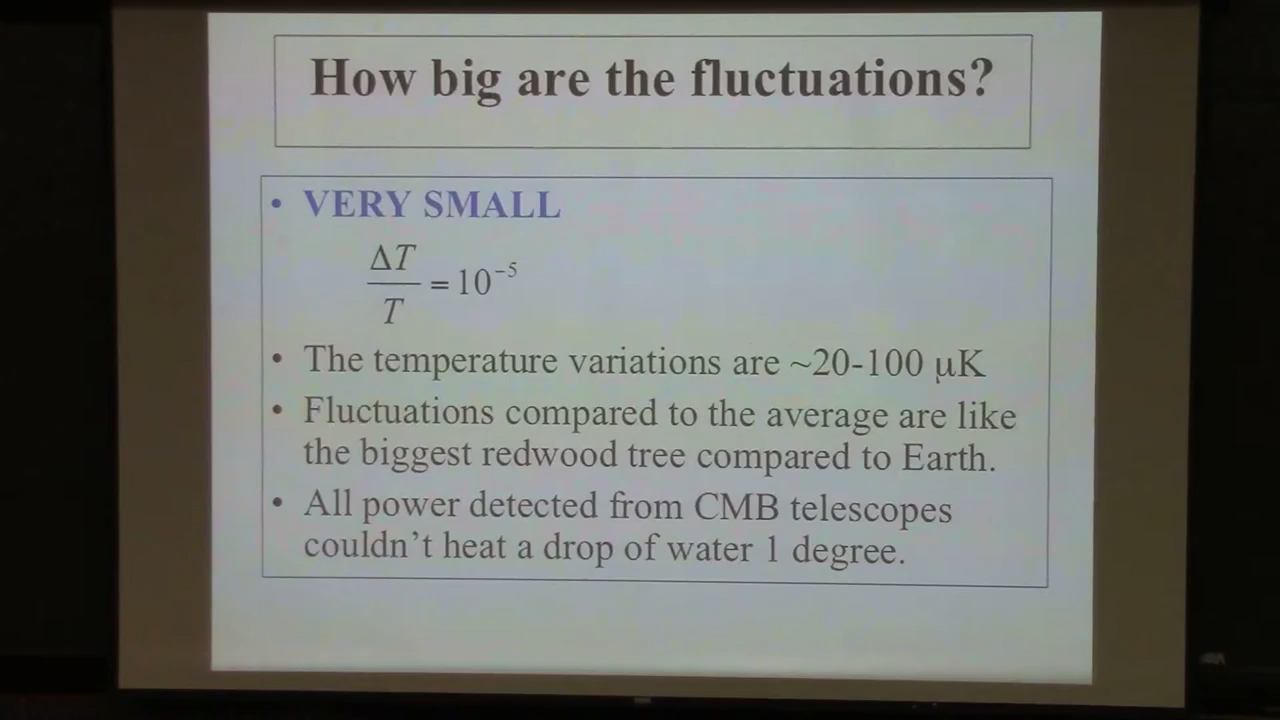 How big are the fluctuations?
• VERY SMALL
ΔT/T = 10⁻⁵
• The temperature variations are ~20-100 μK
• Fluctuations compared to the average are like
the biggest redwood tree compared to Earth.
• All power detected from CMB telescopes
couldn't heat a drop of water 1 degree.